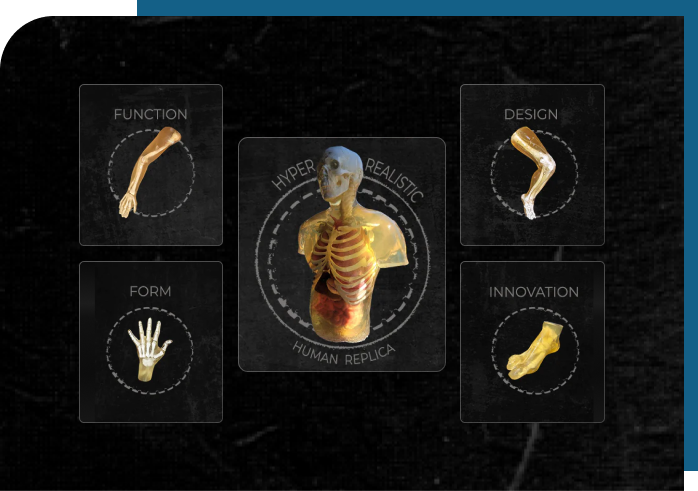 FUNCTION
DESIGN
HYPER REALISTIC
HUMAN REPLICA
FORM
INNOVATION